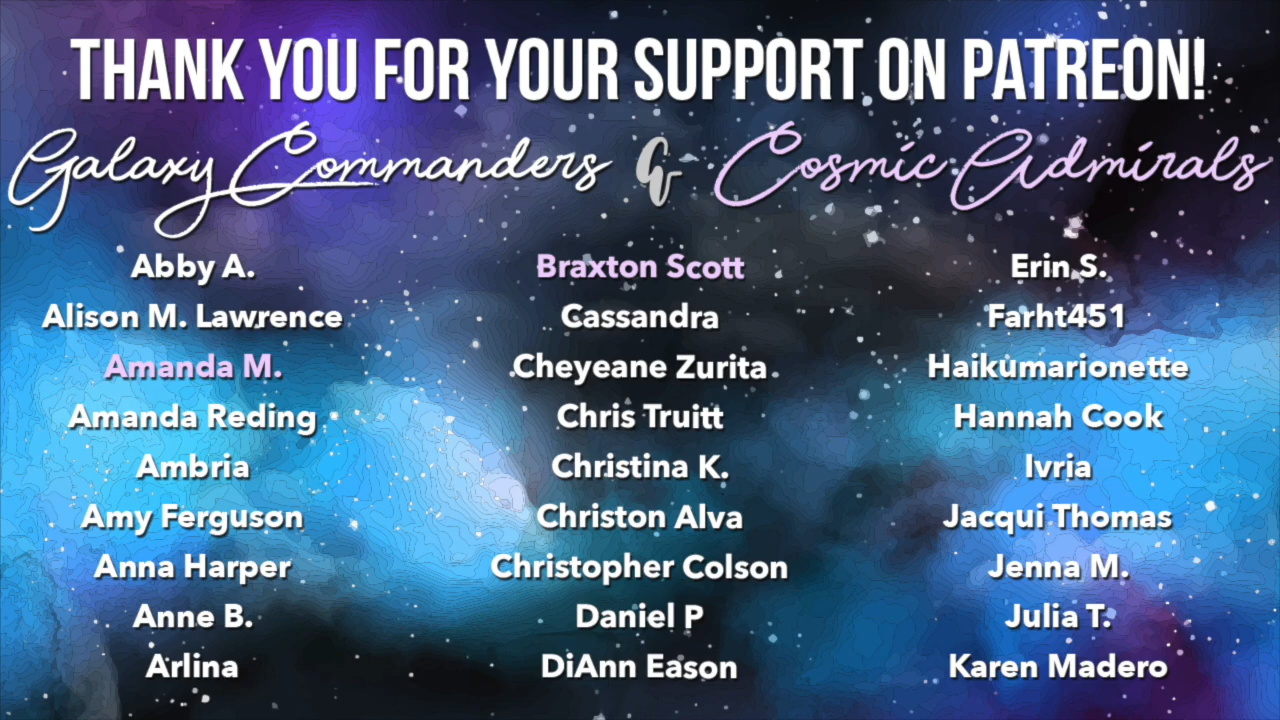 THANK YOU FOR YOUR SUPPORT ON PATREON!
Galaxy Commanders & Cosmic Admirals
Abby A.
Alison M. Lawrence
Amanda M.
Amanda Reding
Ambria
Amy Ferguson
Anna Harper
Anne B.
Arlina
Braxton Scott
Cassandra
Cheyeane Zurita
Chris Truitt
Christina K.
Christon Alva
Christopher Colson
Daniel P
DiAnn Eason
Erin S.
Farht451
Haikumarionette
Hannah Cook
Ivria
Jacqui Thomas
Jenna M.
Julia T.
Karen Madero